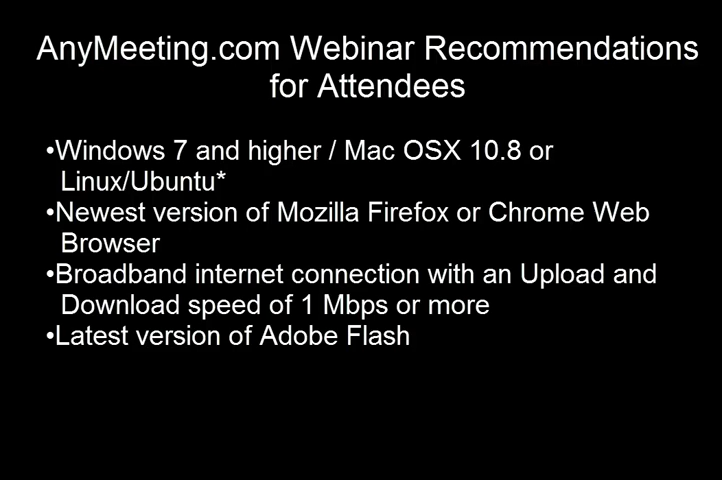 AnyMeeting.com Webinar Recommendations
for Attendees
•Windows 7 and higher / Mac OSX 10.8 or
Linux/Ubuntu*
•Newest version of Mozilla Firefox or Chrome Web
Browser
•Broadband internet connection with an Upload and
Download speed of 1 Mbps or more
•Latest version of Adobe Flash